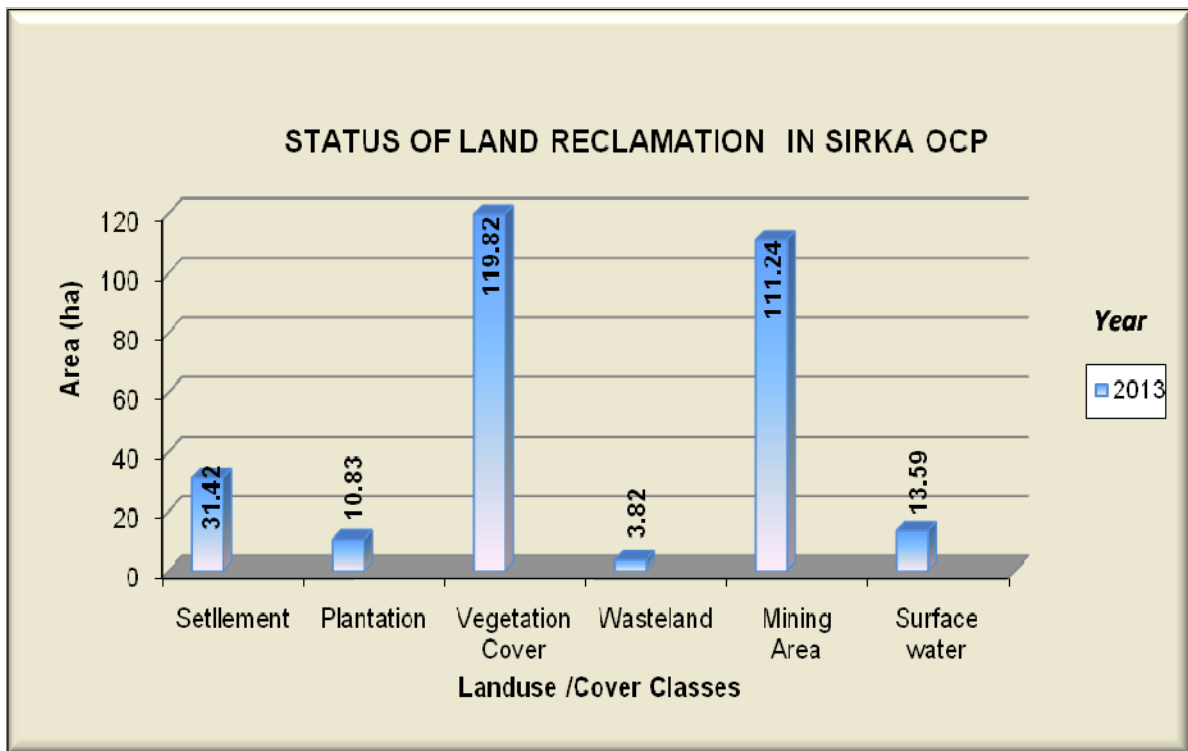 STATUS OF LAND RECLAMATION IN SIRKA OCP
Area (ha)
120
100
80
60
40
20
0
31.42
10.83
119.82
3.82
111.24
13.59
Setllement
Plantation
Vegetation
Cover
Wasteland
Mining
Area
Surface
water
Landuse /Cover Classes
Year
2013